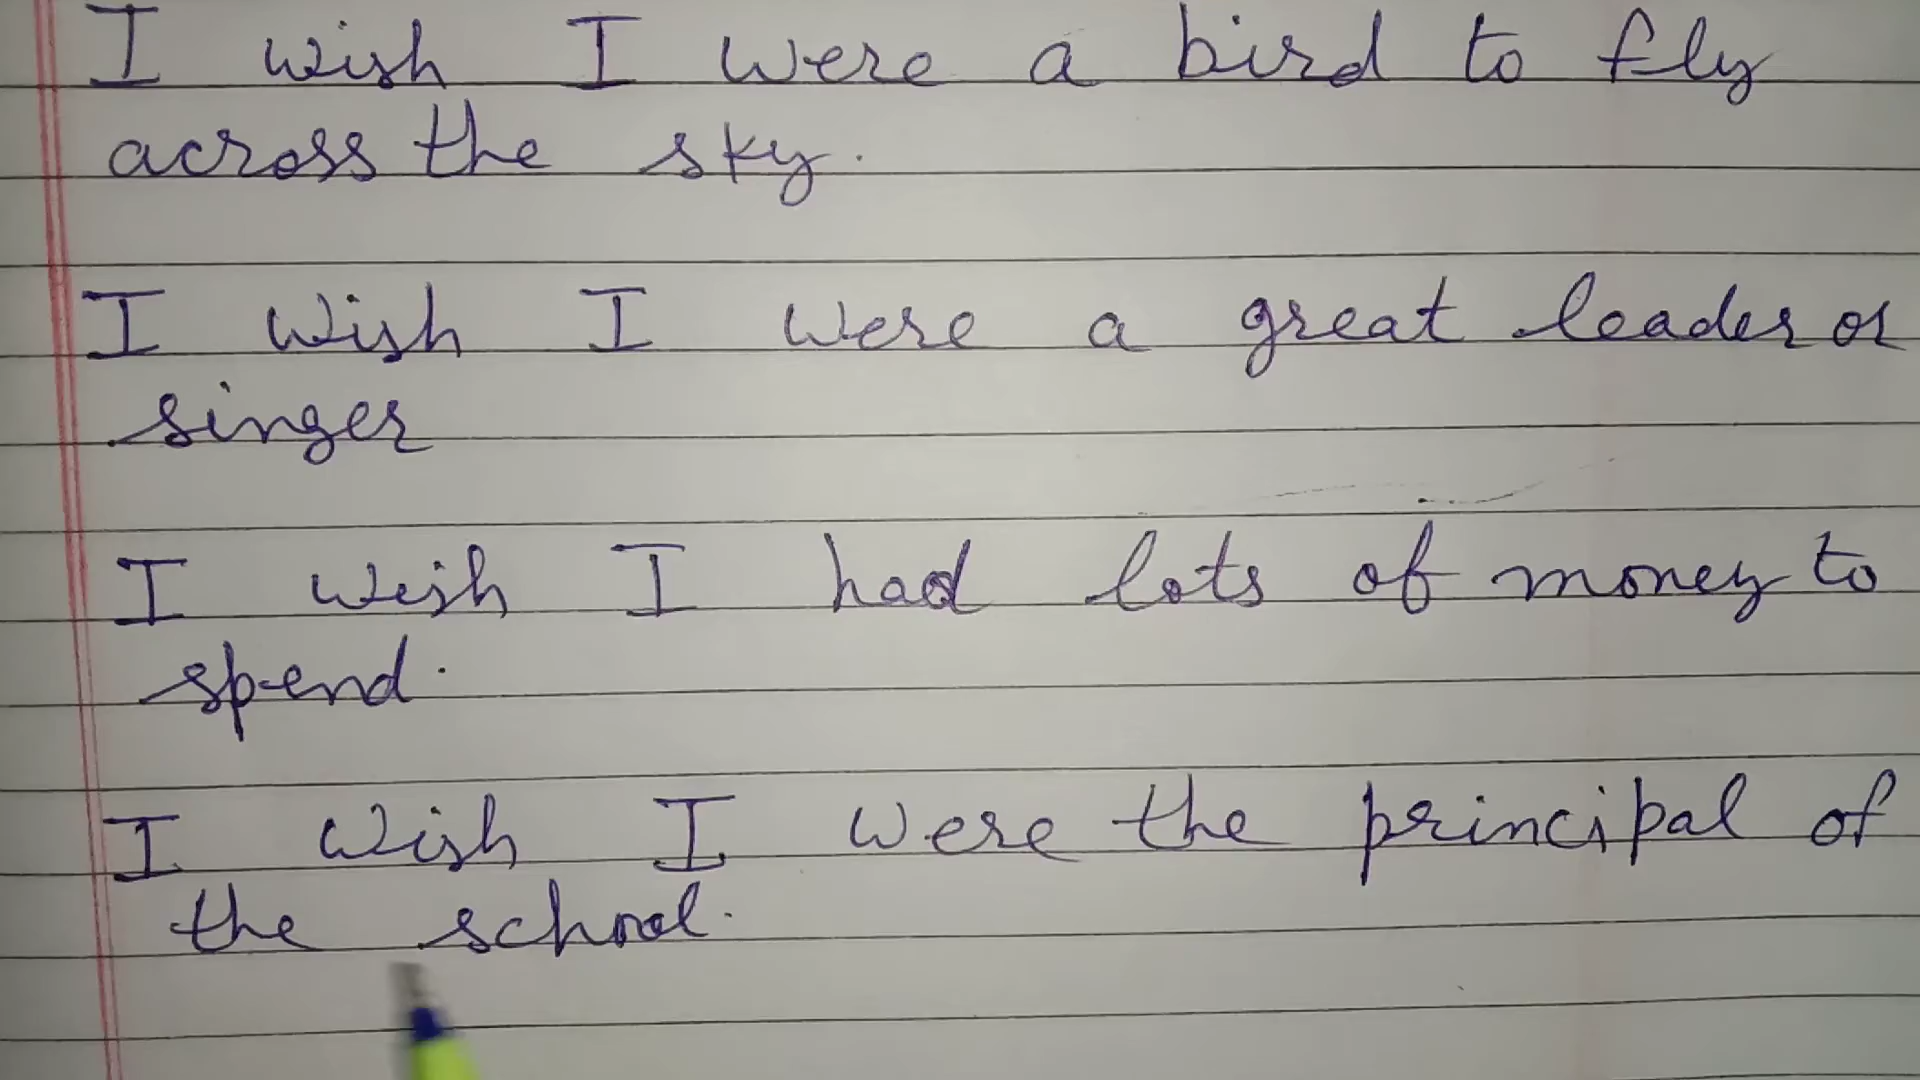 I wish I were a bird to fly
across the sky.
I wish I were a great leader or
singer
I wish I had lots of money to
spend.
I wish I were the principal of
the school.